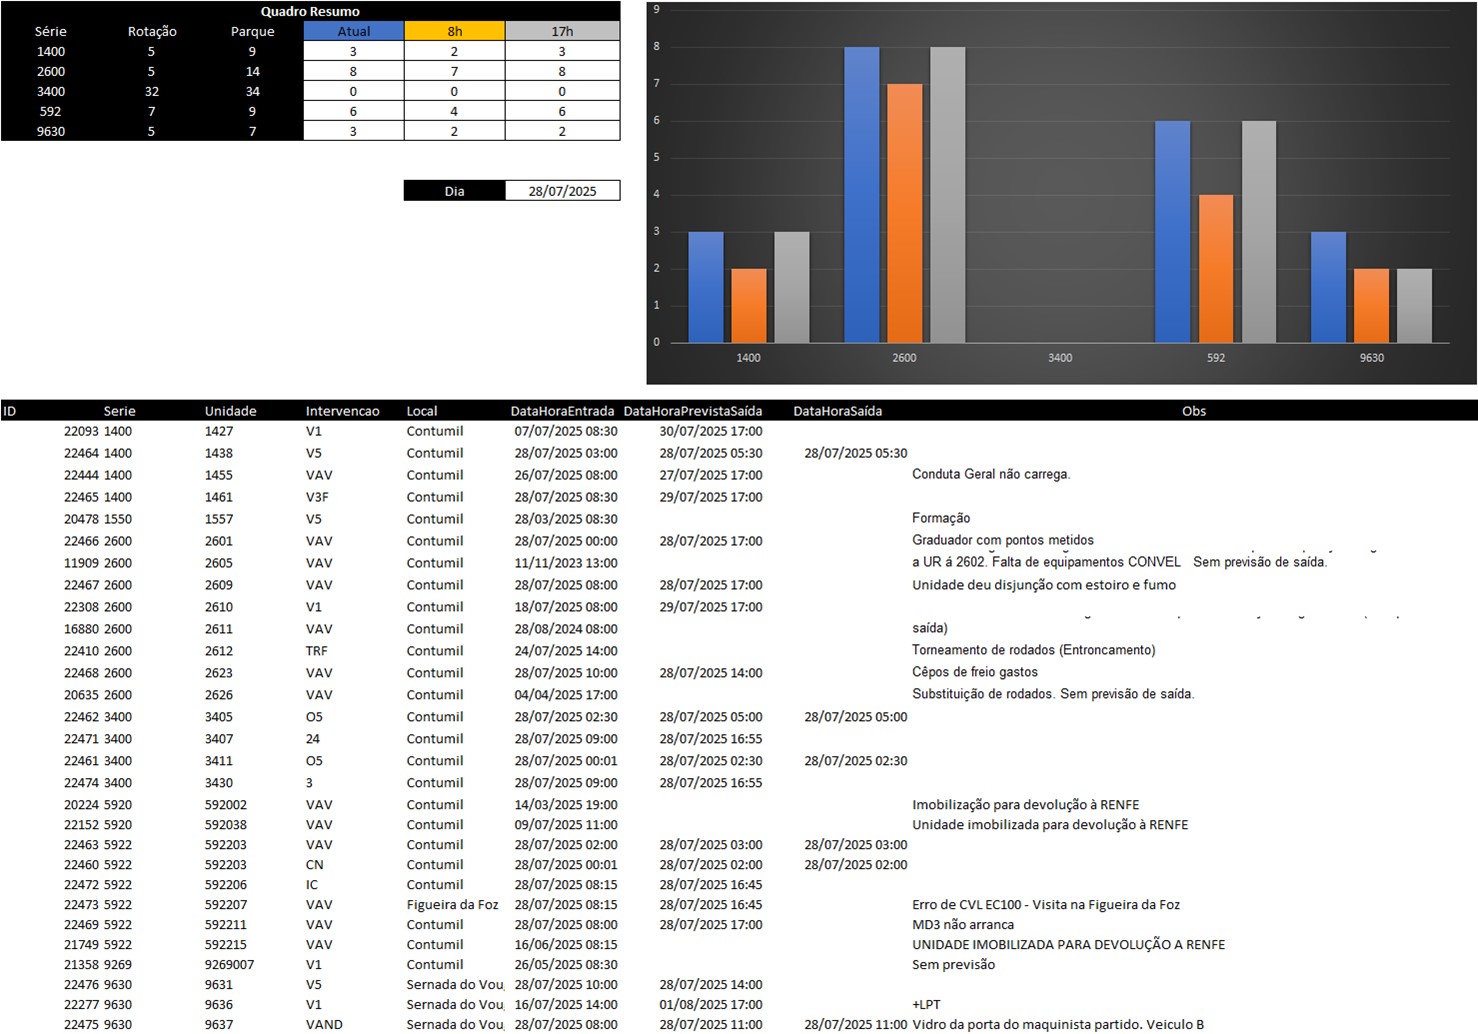 Quadro Resumo
Série Rotação Parque Atual 8h 17h
1400 5 9 3 2 3
2600 5 14 8 7 8
3400 32 34 0 0 0
592 7 9 6 4 6
9630 5 7 3 2 2
Dia 28/07/2025
9
8
7
6
5
4
3
2
1
0
1400 2600 3400 592 9630
ID Serie Unidade Intervencao Local DataHoraEntrada DataHoraPrevistaSaída DataHoraSaída Obs
22093 1400 1427 V1 Contumil 07/07/2025 08:30 30/07/2025 17:00
22464 1400 1438 V5 Contumil 28/07/2025 03:00 28/07/2025 05:30 28/07/2025 05:30
22444 1400 1455 VAV Contumil 26/07/2025 08:00 27/07/2025 17:00 Conduta Geral não carrega.
22465 1400 1461 V3F Contumil 28/07/2025 08:30 29/07/2025 17:00
20478 1550 1557 V5 Contumil 28/03/2025 08:30 Formação
22466 2600 2601 VAV Contumil 28/07/2025 00:00 28/07/2025 17:00 Graduador com pontos metidos
11909 2600 2605 VAV Contumil 11/11/2023 13:00 a UR á 2602. Falta de equipamentos CONVEL Sem previsão de saída.
22467 2600 2609 VAV Contumil 28/07/2025 08:00 28/07/2025 17:00 Unidade deu disjunção com estoiro e fumo
22308 2600 2610 V1 Contumil 18/07/2025 08:00 29/07/2025 17:00
16880 2600 2611 VAV Contumil 28/08/2024 08:00 saída)
22410 2600 2612 TRF Contumil 24/07/2025 14:00 Torneamento de rodados (Entroncamento)
22468 2600 2623 VAV Contumil 28/07/2025 10:00 28/07/2025 14:00 Cêpos de freio gastos
20635 2600 2626 VAV Contumil 04/04/2025 17:00 Substituição de rodados. Sem previsão de saída.
22462 3400 3405 O5 Contumil 28/07/2025 02:30 28/07/2025 05:00 28/07/2025 05:00
22471 3400 3407 24 Contumil 28/07/2025 09:00 28/07/2025 16:55
22461 3400 3411 O5 Contumil 28/07/2025 00:01 28/07/2025 02:30 28/07/2025 02:30
22474 3400 3430 3 Contumil 28/07/2025 09:00 28/07/2025 16:55
20224 5920 592002 VAV Contumil 14/03/2025 19:00 Imobilização para devolução à RENFE
22152 5920 592038 VAV Contumil 09/07/2025 11:00 Unidade imobilizada para devolução à RENFE
22463 5922 592203 VAV Contumil 28/07/2025 02:00 28/07/2025 03:00 28/07/2025 03:00
22460 5922 592203 CN Contumil 28/07/2025 00:01 28/07/2025 02:00 28/07/2025 02:00
22472 5922 592206 IC Contumil 28/07/2025 08:15 28/07/2025 16:45
22473 5922 592207 VAV Figueira da Foz 28/07/2025 08:15 28/07/2025 16:45 Erro de CVL EC100 - Visita na Figueira da Foz
22469 5922 592211 VAV Contumil 28/07/2025 08:00 28/07/2025 17:00 MD3 não arranca
21749 5922 592215 VAV Contumil 16/06/2025 08:15 UNIDADE IMOBILIZADA PARA DEVOLUÇÃO A RENFE
21358 9269 9269007 V1 Contumil 26/05/2025 08:30 Sem previsão
22476 9630 9631 V5 Sernada do Vou 28/07/2025 10:00 28/07/2025 14:00
22277 9630 9636 V1 Sernada do Vou 16/07/2025 14:00 01/08/2025 17:00 +LPT
22475 9630 9637 VAND Sernada do Vou 28/07/2025 08:00 28/07/2025 11:00 28/07/2025 11:00 Vidro da porta do maquinista partido. Veiculo B